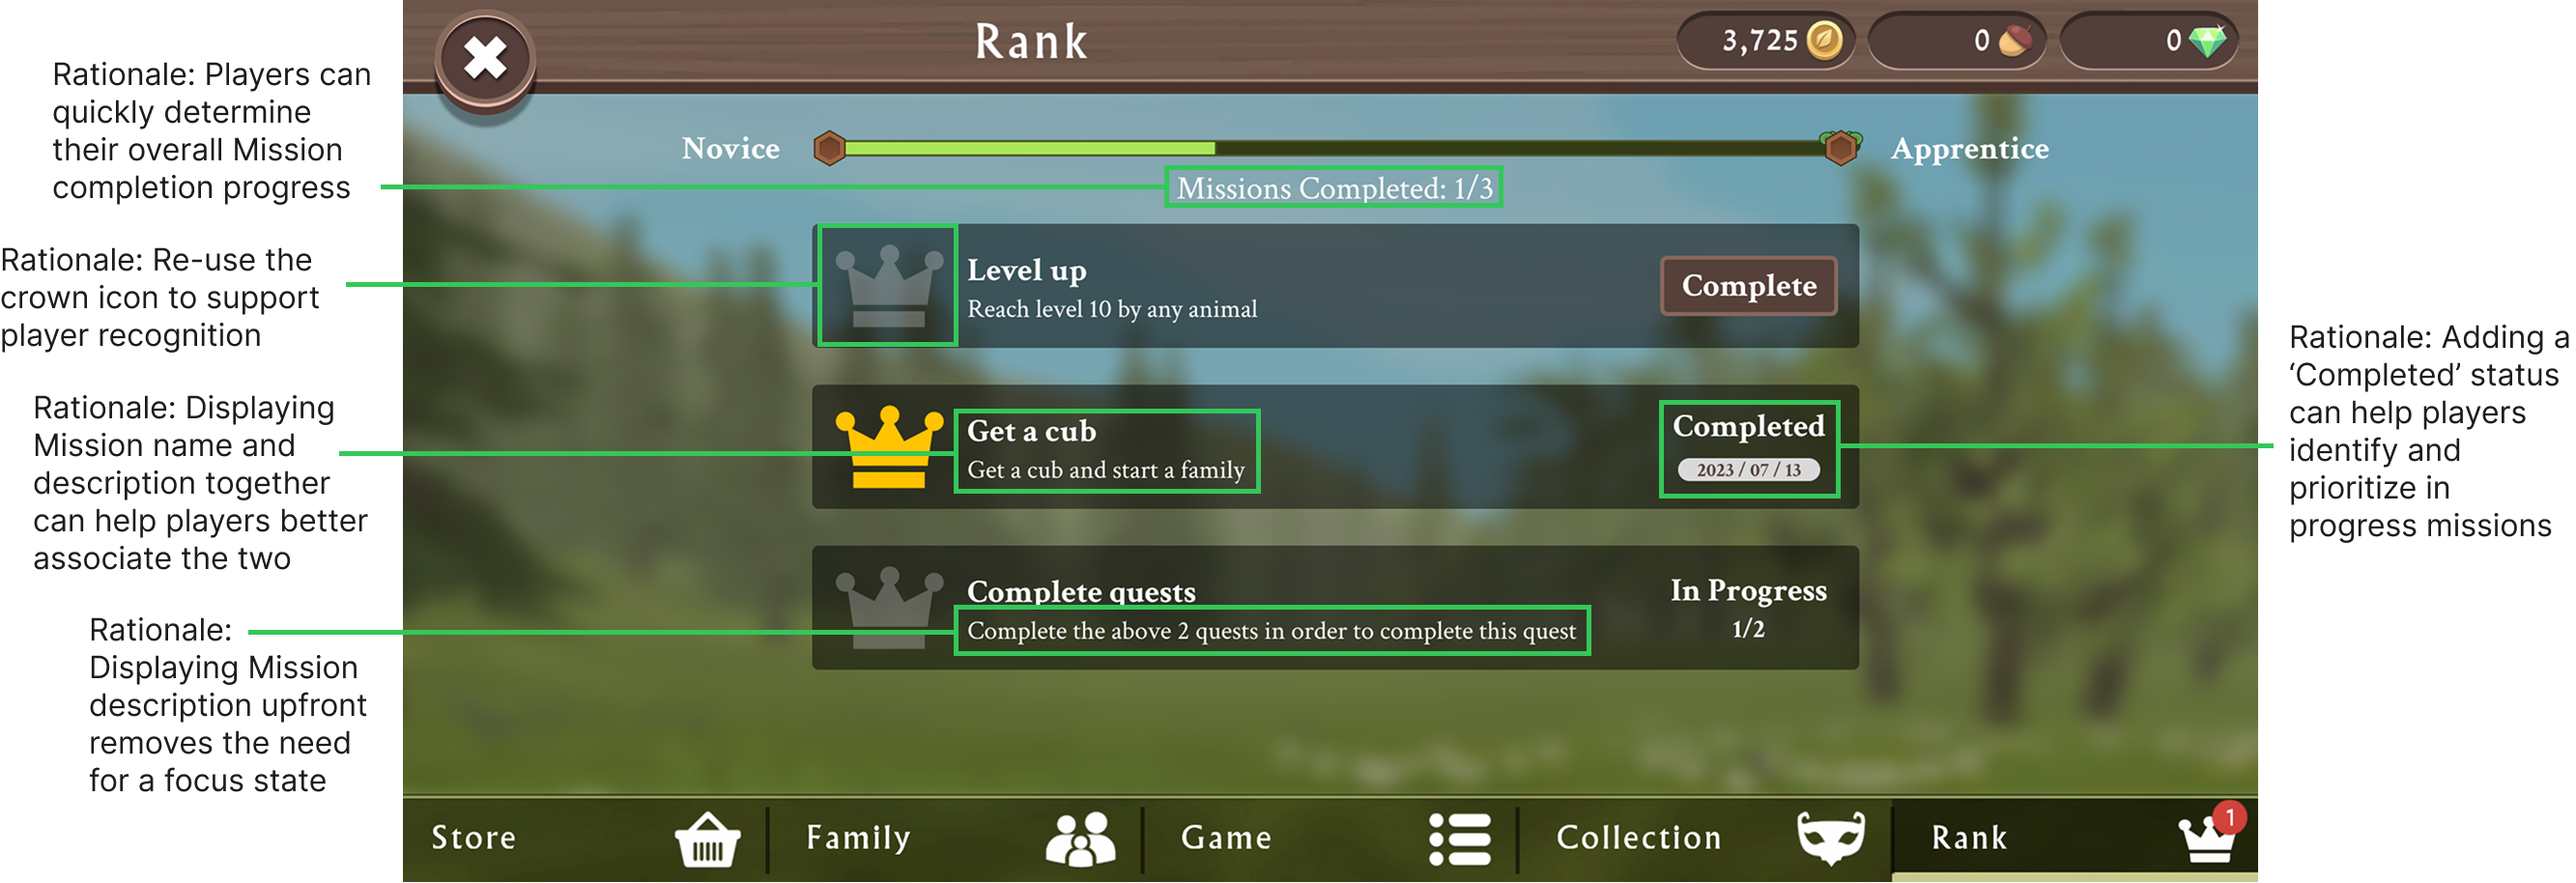 Rank
3,725
0
0
Rationale: Players can
quickly determine
their overall Mission
completion progress
Novice
Apprentice
Missions Completed: 1/3
Rationale: Re-use the
crown icon to support
player recognition
Level up
Reach level 10 by any animal
Complete
Rationale: Displaying
Mission name and
description together
can help players better
associate the two
Get a cub
Get a cub and start a family
Completed
2023 / 07 / 13
Rationale: Adding a
‘Completed’ status
can help players
identify and
prioritize in
progress missions
Rationale:
Displaying Mission
description upfront
removes the need
for a focus state
Complete quests
Complete the above 2 quests in order to complete this quest
In Progress
1/2
Store
Family
Game
Collection
Rank
1